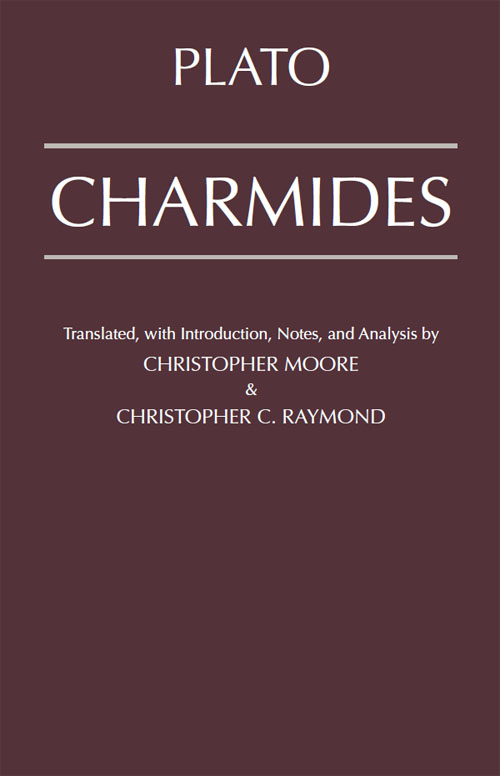 PLATO
CHARMIDES
Translated, with Introduction, Notes, and Analysis by
CHRISTOPHER MOORE
&
CHRISTOPHER C. RAYMOND